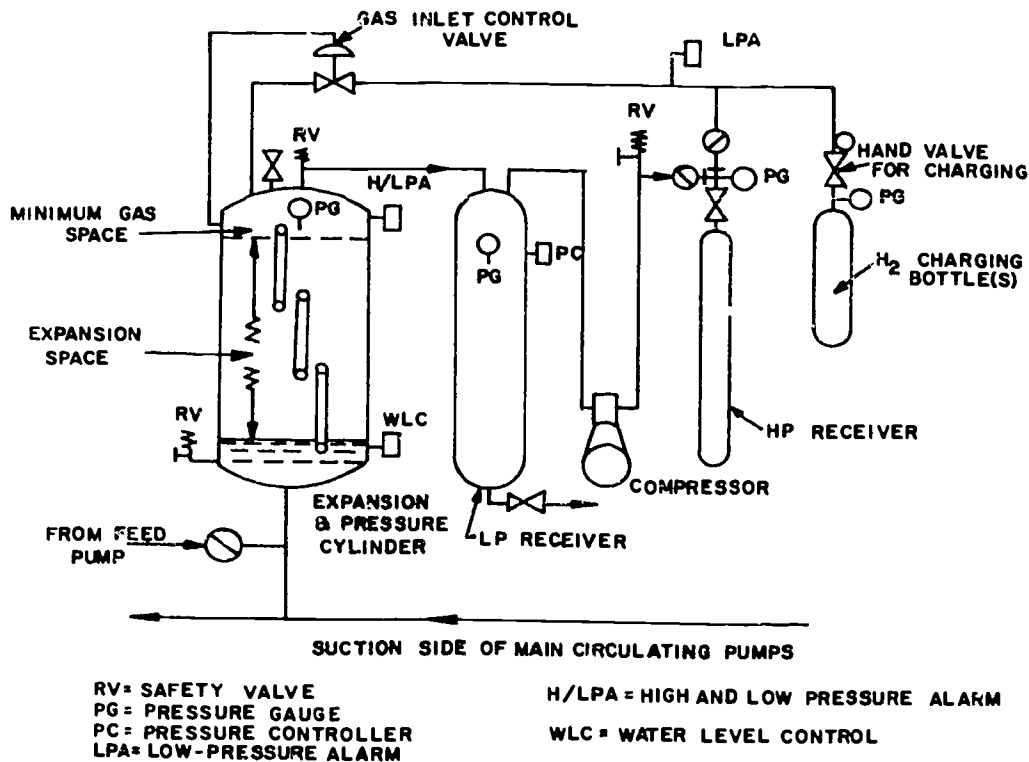 GAS INLET CONTROL
VALVE
LPA
RV
RV
H/LPA
HAND VALVE
FOR CHARGING
PG
PG
PG
MINIMUM GAS
SPACE
PG
PC
H2 CHARGING
BOTTLE(S)
EXPANSION
SPACE
RV
WLC
HP RECEIVER
COMPRESSOR
EXPANSION
& PRESSURE
CYLINDER
LP RECEIVER
FROM FEED
PUMP
SUCTION SIDE OF MAIN CIRCULATING PUMPS
RV= SAFETY VALVE
PG= PRESSURE GAUGE
PC= PRESSURE CONTROLLER
LPA= LOW-PRESSURE ALARM
H/LPA = HIGH AND LOW PRESSURE ALARM
WLC = WATER LEVEL CONTROL